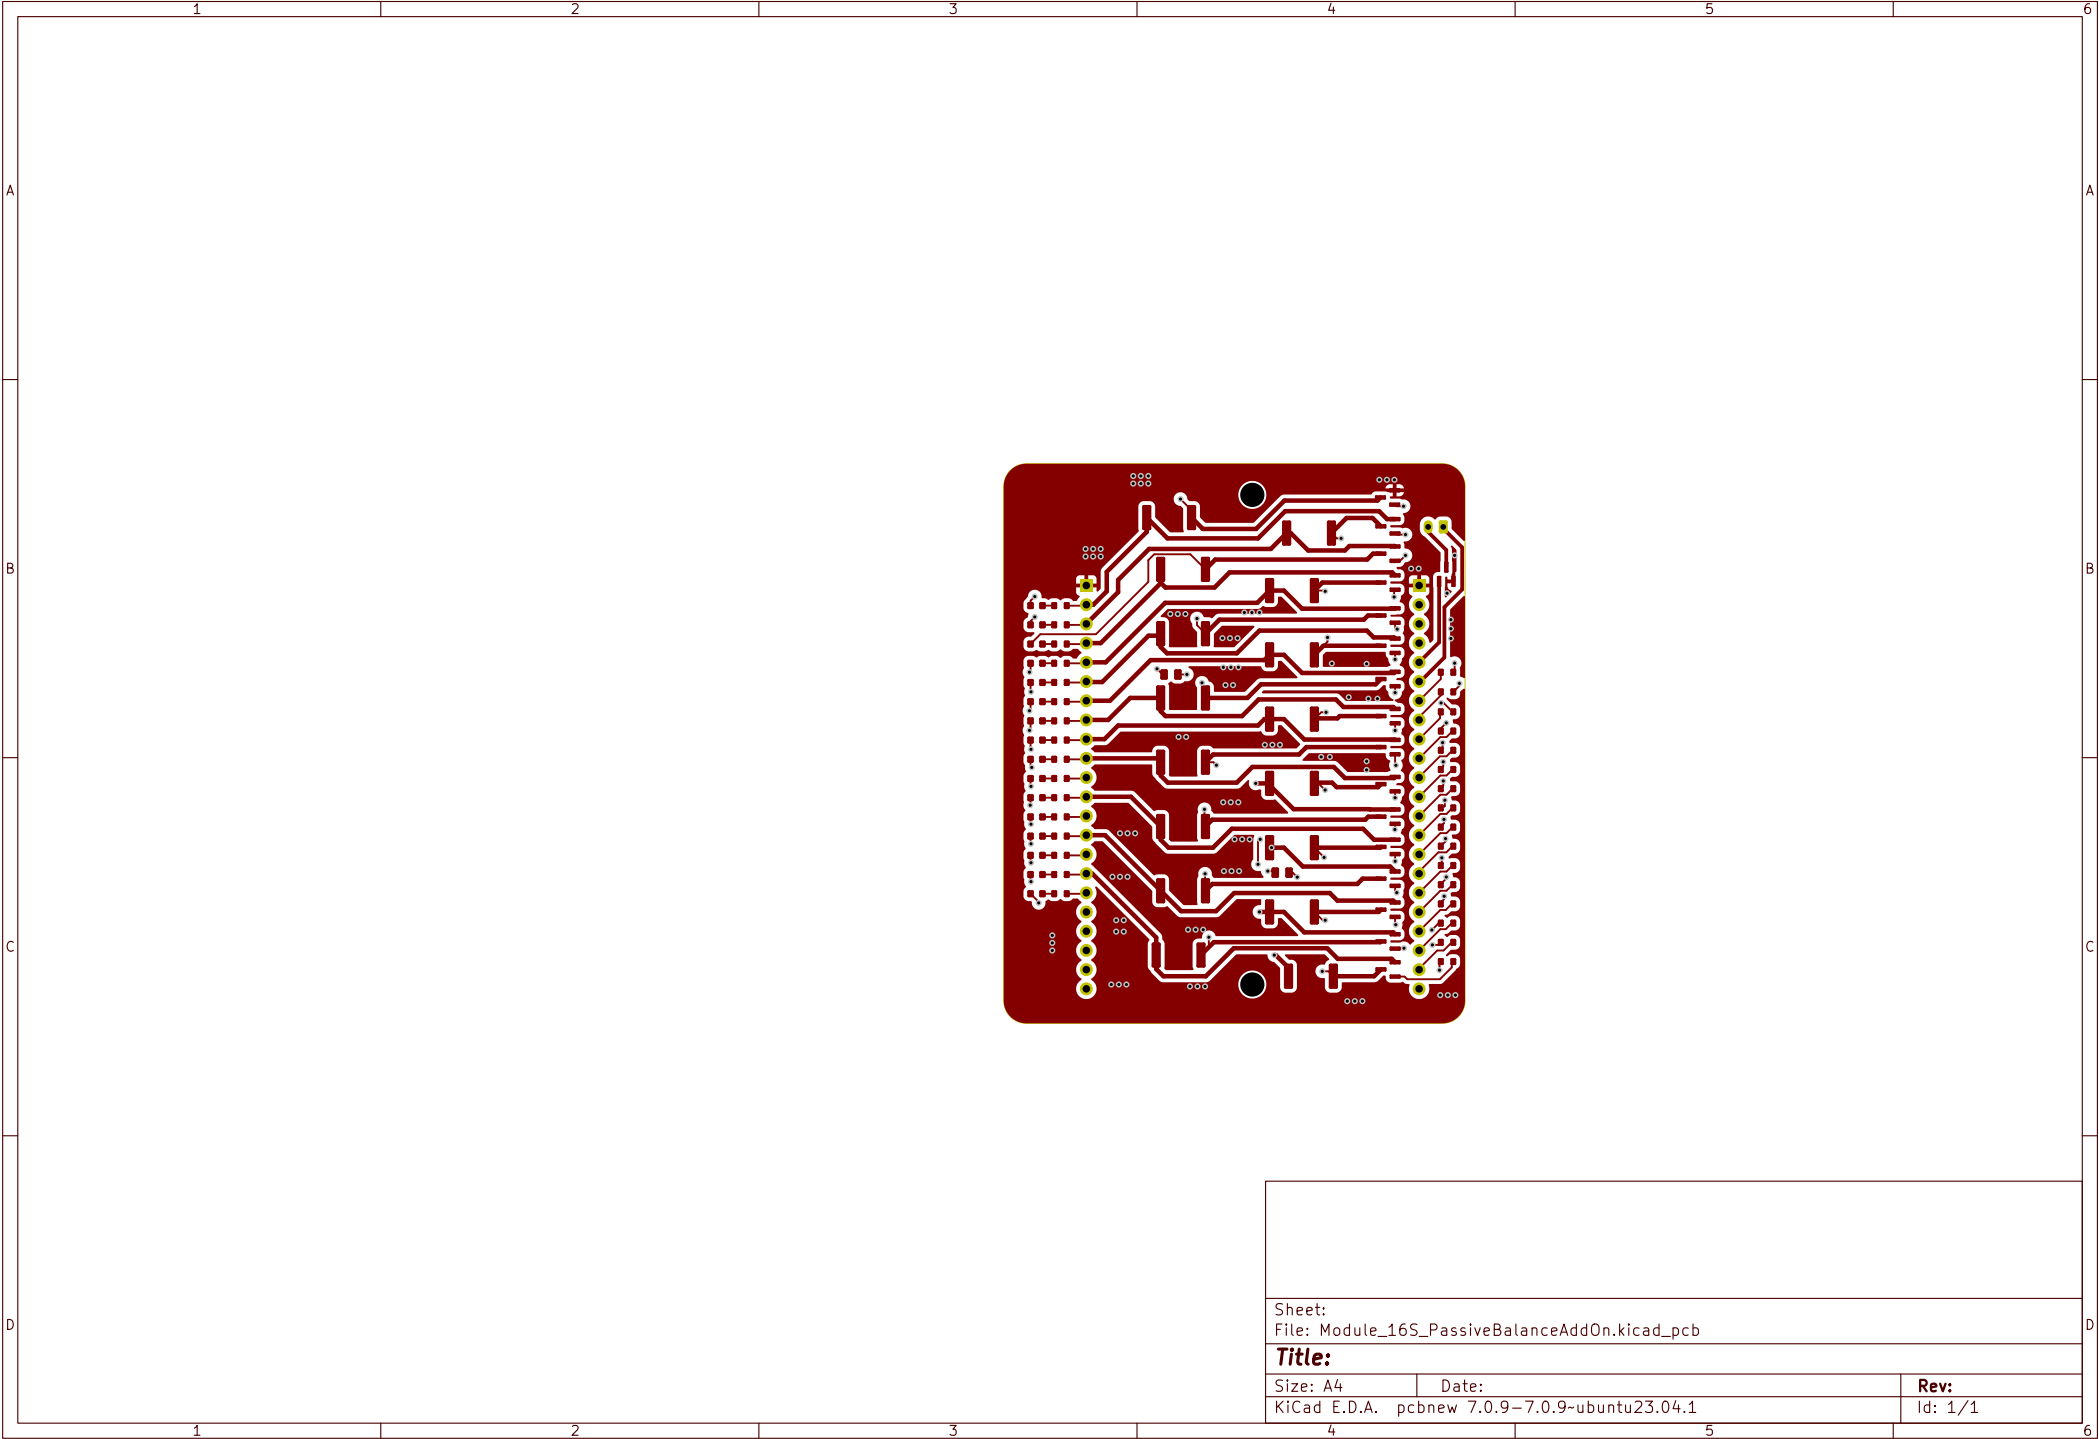 1 2 3 4 5 6
A A
B B
C C
D D
Sheet:
File: Module_16S_PassiveBalanceAddOn.kicad_pcb
Title:
Size: A4 Date: Rev:
KiCad E.D.A. pcbnew 7.0.9-7.0.9~ubuntu23.04.1 Id: 1/1
1 2 3 4 5 6